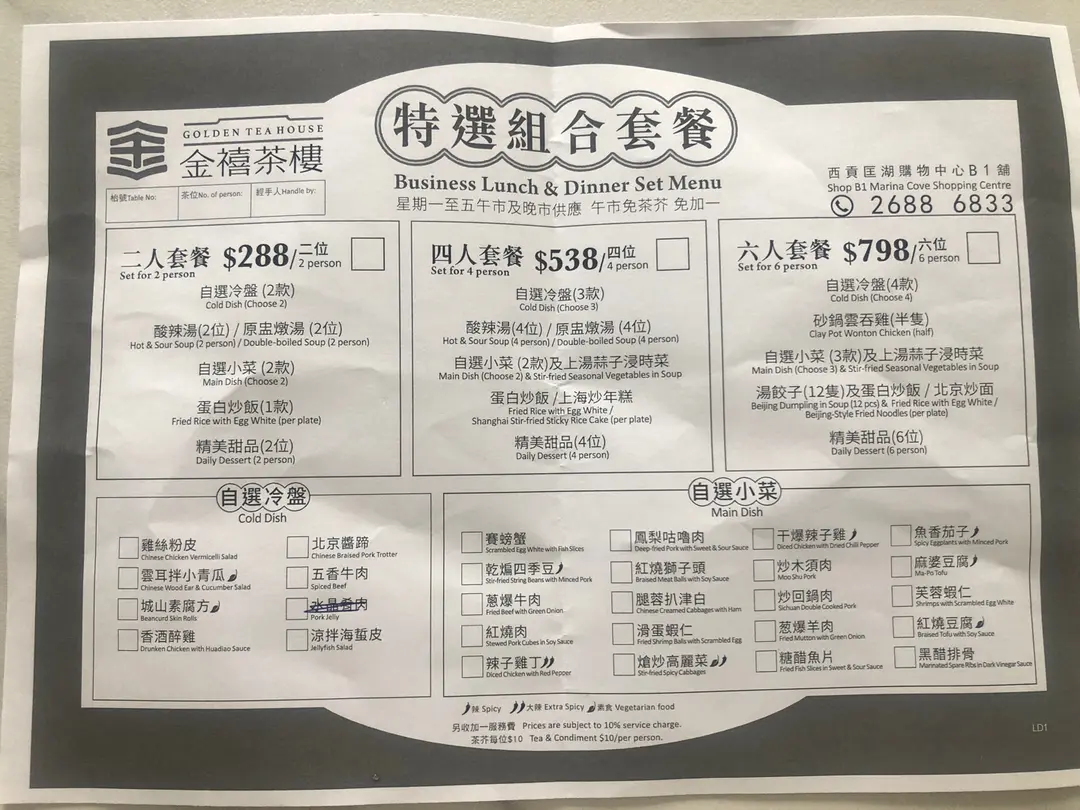 GOLDEN TEA HOUSE
金禧茶樓
枱號Table No:
茶位No. of person:
經手人Handle by:
特選組合套餐
Business Lunch & Dinner Set Menu
星期一至五午市及晚市供應 午市免茶芥 免加一
西貢匡湖購物中心B1舖
Shop B1 Marina Cove Shopping Centre
2688 6833
二人套餐 $288/二位
Set for 2 person 2 person
自選冷盤 (2款)
Cold Dish (Choose 2)
酸辣湯(2位) / 原盅燉湯 (2位)
Hot & Sour Soup (2 person) / Double-boiled Soup (2 person)
自選小菜 (2款)
Main Dish (Choose 2)
蛋白炒飯(1款)
Fried Rice with Egg White (per plate)
精美甜品(2位)
Daily Dessert (2 person)
四人套餐 $538/四位
Set for 4 person 4 person
自選冷盤(3款)
Cold Dish (Choose 3)
酸辣湯(4位) / 原盅燉湯 (4位)
Hot & Sour Soup (4 person) / Double-boiled Soup (4 person)
自選小菜 (2款)及上湯蒜子浸時菜
Main Dish (Choose 2) & Stir-fried Seasonal Vegetables in Soup
蛋白炒飯 /上海炒年糕
Fried Rice with Egg White /
Shanghai Stir-fried Sticky Rice Cake (per plate)
精美甜品(4位)
Daily Dessert (4 person)
六人套餐 $798/六位
Set for 6 person 6 person
自選冷盤(4款)
Cold Dish (Choose 4)
砂鍋雲吞雞(半隻)
Clay Pot Wonton Chicken (half)
自選小菜 (3款)及上湯蒜子浸時菜
Main Dish (Choose 3) & Stir-fried Seasonal Vegetables in Soup
湯餃子(12隻)及蛋白炒飯 / 北京炒面
Beijing Dumpling in Soup (12 pcs) & Fried Rice with Egg White /
Beijing-Style Fried Noodles (per plate)
精美甜品(6位)
Daily Dessert (6 person)
自選冷盤
Cold Dish
雞絲粉皮
Chinese Chicken Vermicelli Salad
雲耳拌小青瓜
Chinese Wood Ear & Cucumber Salad
城山素腐方
Beancurd Skin Rolls
香酒醉雞
Drunken Chicken with Huadiao Sauce
北京醬蹄
Chinese Braised Pork Trotter
五香牛肉
Spiced Beef
水晶肴肉
Pork Jelly
涼拌海蜇皮
Jellyfish Salad
自選小菜
Main Dish
賽螃蟹
Scrambled Egg White with Fish Slices
乾煸四季豆
Stir-fried String Beans with Minced Pork
蔥爆牛肉
Fried Beef with Green Onion
紅燒肉
Stewed Pork Cubes in Soy Sauce
辣子雞丁
Diced Chicken with Red Pepper
鳳梨咕嚕肉
Deep-fried Pork with Sweet & Sour Sauce
紅燒獅子頭
Braised Meat Balls with Soy Sauce
腿蓉扒津白
Chinese Creamed Cabbages with Ham
滑蛋蝦仁
Fried Shrimp Balls with Scrambled Egg
熗炒高麗菜
Stir-fried Spicy Cabbages
干爆辣子雞
Diced Chicken with Dried Chilli Pepper
炒木須肉
Moo Shu Pork
炒回鍋肉
Sichuan Double Cooked Pork
葱爆羊肉
Fried Mutton with Green Onion
糖醋魚片
Fried Fish Slices in Sweet & Sour Sauce
魚香茄子
Spicy Eggplants with Minced Pork
麻婆豆腐
Ma-Po Tofu
芙蓉蝦仁
Shrimps with Scrambled Egg White
紅燒豆腐
Braised Tofu with Soy Sauce
黑醋排骨
Marinated Spare Ribs in Dark Vinegar Sauce
辣 Spicy 大辣 Extra Spicy 素食 Vegetarian food
另收加一服務費 Prices are subject to 10% service charge.
茶芥每位$10 Tea & Condiment $10/per person.
LD1